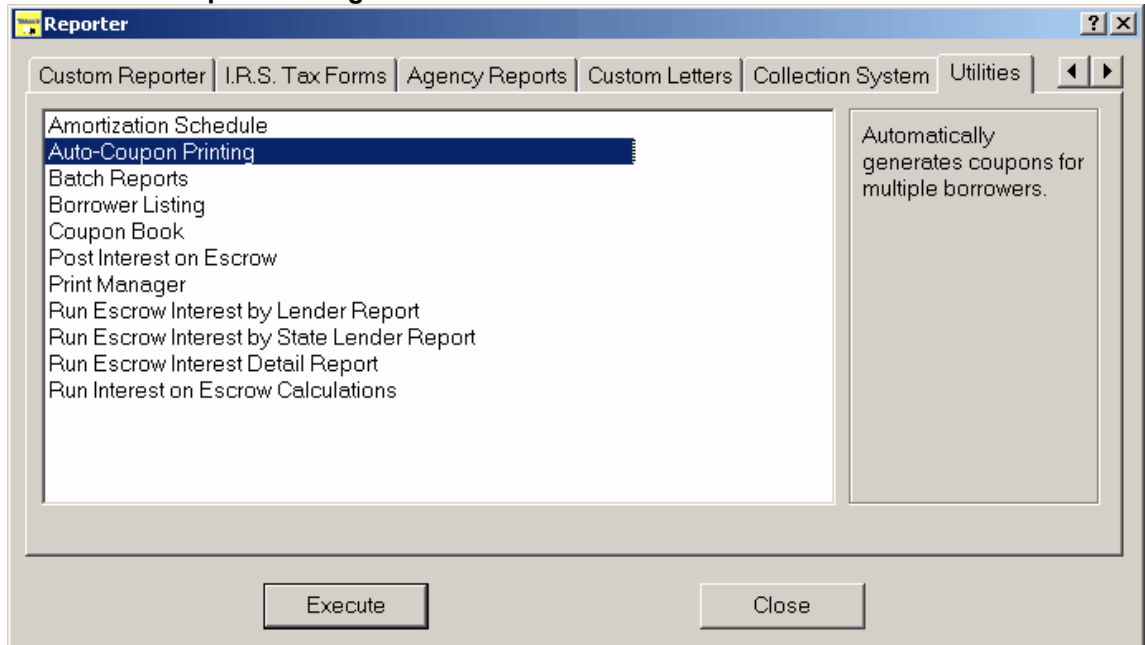 Reporter
Custom Reporter
I.R.S. Tax Forms
Agency Reports
Custom Letters
Collection System
Utilities
Amortization Schedule
Auto-Coupon Printing
Batch Reports
Borrower Listing
Coupon Book
Post Interest on Escrow
Print Manager
Run Escrow Interest by Lender Report
Run Escrow Interest by State Lender Report
Run Escrow Interest Detail Report
Run Interest on Escrow Calculations
Automatically
generates coupons for
multiple borrowers.
Execute
Close